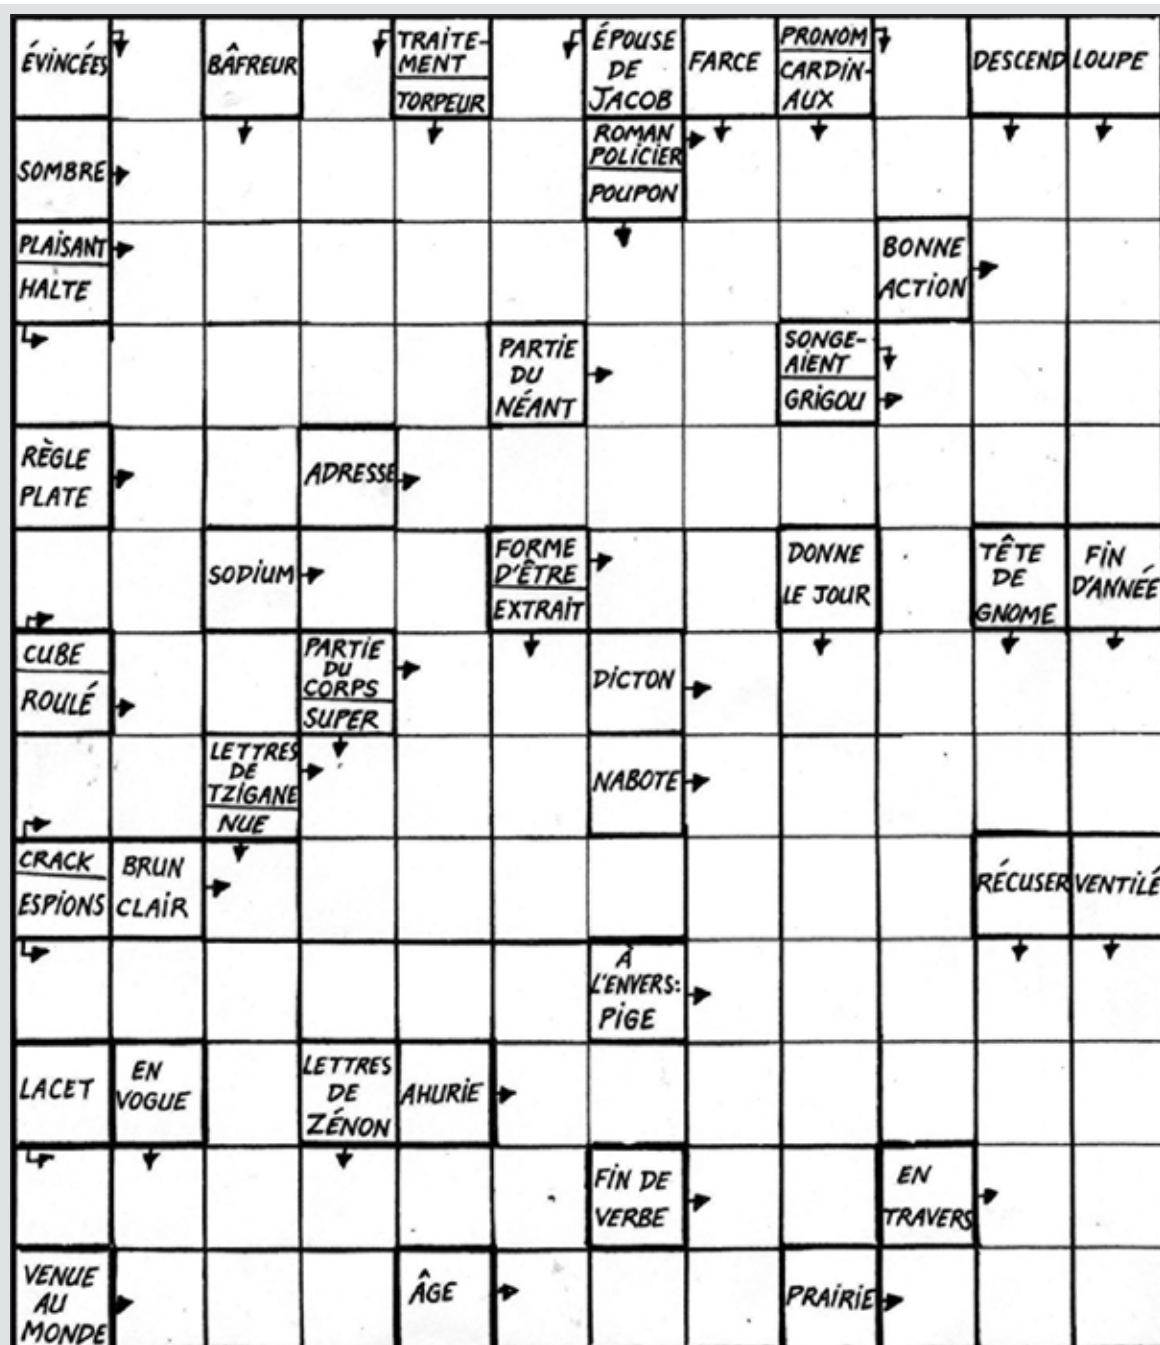 ÉVINCÉES
BÂFREUR
TRAITE-
MENT
TORPEUR
ÉPOUSE
DE
JACOB
FARCE
PRONOM
CARDIN-
AUX
DESCEND
LOUPE
SOMBRE
ROMAN
POLICIER
POUPON
PLAISANT
HALTE
BONNE
ACTION
PARTIE
DU
NÉANT
SONGE-
AIENT
GRIGOU
RÈGLE
PLATE
ADRESSE
SODIUM
FORME
D'ÊTRE
EXTRAIT
DONNE
LE JOUR
TÊTE
DE
GNOME
FIN
D'ANNÉE
CUBE
ROULÉ
PARTIE
DU
CORPS
SUPER
DICTON
LETTRES
DE
TZIGANE
NUE
NABOTE
CRACK
ESPIONS
BRUN
CLAIR
RÉCUSER
VENTILÉ
À
L'ENVERS:
PIGE
LACET
EN
VOGUE
LETTRES
DE
ZÉNON
AHURIE
FIN DE
VERBE
EN
TRAVERS
VENUE
AU
MONDE
ÂGE
PRAIRIE